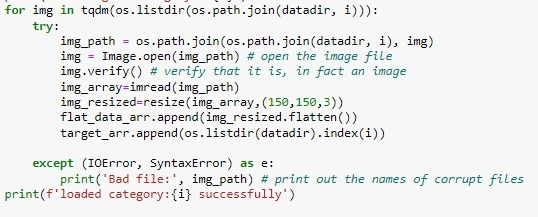 for img in tqdm(os.listdir(os.path.join(datadir, i))):
    try:
        img_path = os.path.join(os.path.join(datadir, i), img)
        img = Image.open(img_path) # open the image file
        img.verify() # verify that it is, in fact an image
        img_array=imread(img_path)
        img_resized=resize(img_array,(150,150,3))
        flat_data_arr.append(img_resized.flatten())
        target_arr.append(os.listdir(datadir).index(i))
    except (IOError, SyntaxError) as e:
        print('Bad file:', img_path) # print out the names of corrupt files
print(f'loaded category:{i} successfully')